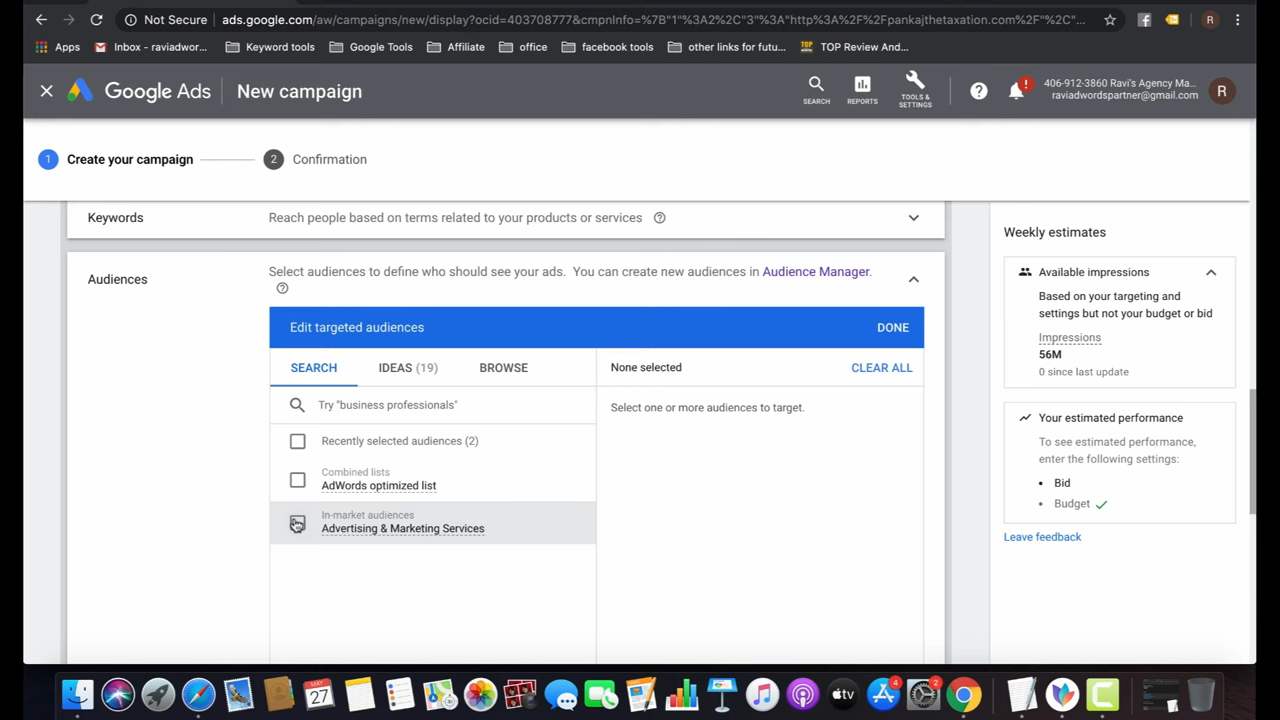 Not Secure
ads.google.com/aw/campaigns/new/display?ocid=403708777&cmpnInfo=%7B"1"%3A2%2C"3"%3A"http%3A%2F%2Fpankajthetaxation.com%2F"%2C"...
R
Apps
Inbox - raviadwor...
Keyword tools
Google Tools
Affiliate
office
facebook tools
other links for futu...
TOP Review And...
Google Ads
New campaign
SEARCH
REPORTS
TOOLS &
SETTINGS
406-912-3860 Ravi's Agency Ma...
raviadwordspartner@gmail.com
R
1 Create your campaign
2 Confirmation
Keywords
Reach people based on terms related to your products or services
Audiences
Select audiences to define who should see your ads. You can create new audiences in Audience Manager.
Edit targeted audiences
DONE
SEARCH
IDEAS (19)
BROWSE
None selected
CLEAR ALL
Try "business professionals"
Select one or more audiences to target.
Recently selected audiences (2)
Combined lists
AdWords optimized list
In-market audiences
Advertising & Marketing Services
Weekly estimates
Available impressions
Based on your targeting and
settings but not your budget or bid
Impressions
56M
0 since last update
Your estimated performance
To see estimated performance,
enter the following settings:
• Bid
• Budget
Leave feedback
MAY
27
tv
4
2